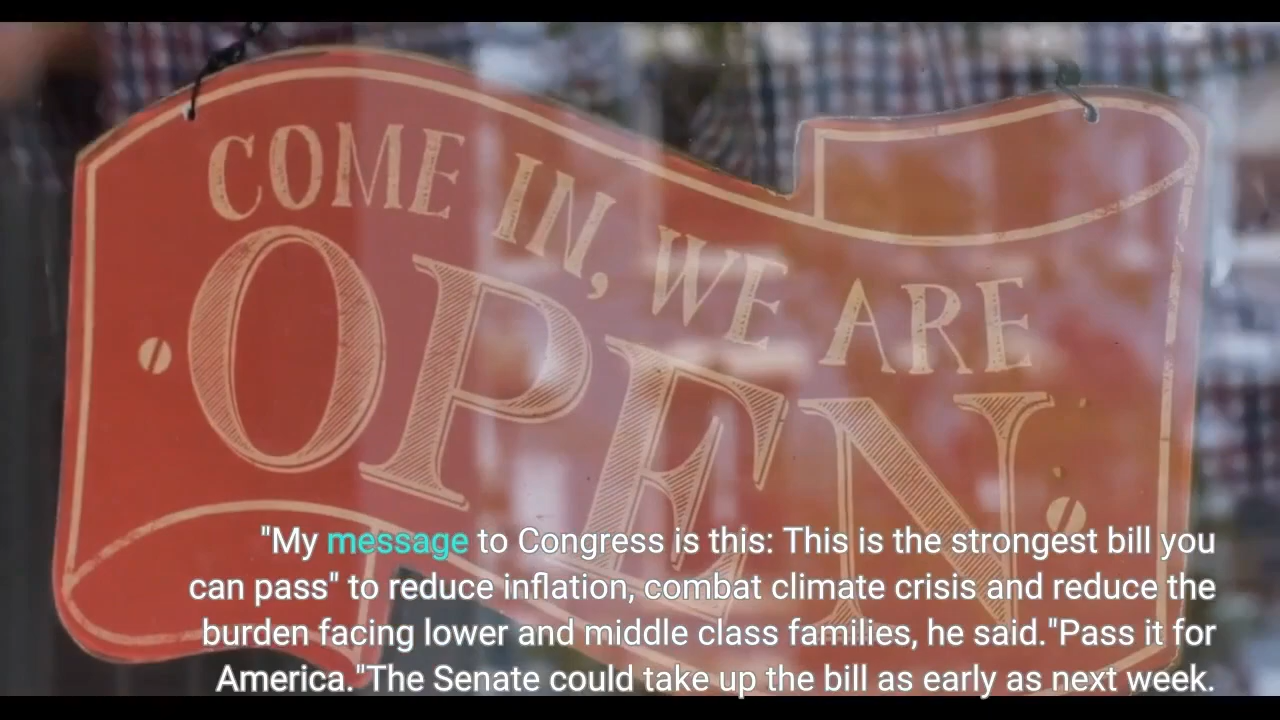 COME IN, WE ARE
OPEN
"My message to Congress is this: This is the strongest bill you
can pass" to reduce inflation, combat climate crisis and reduce the
burden facing lower and middle class families, he said."Pass it for
America."The Senate could take up the bill as early as next week.